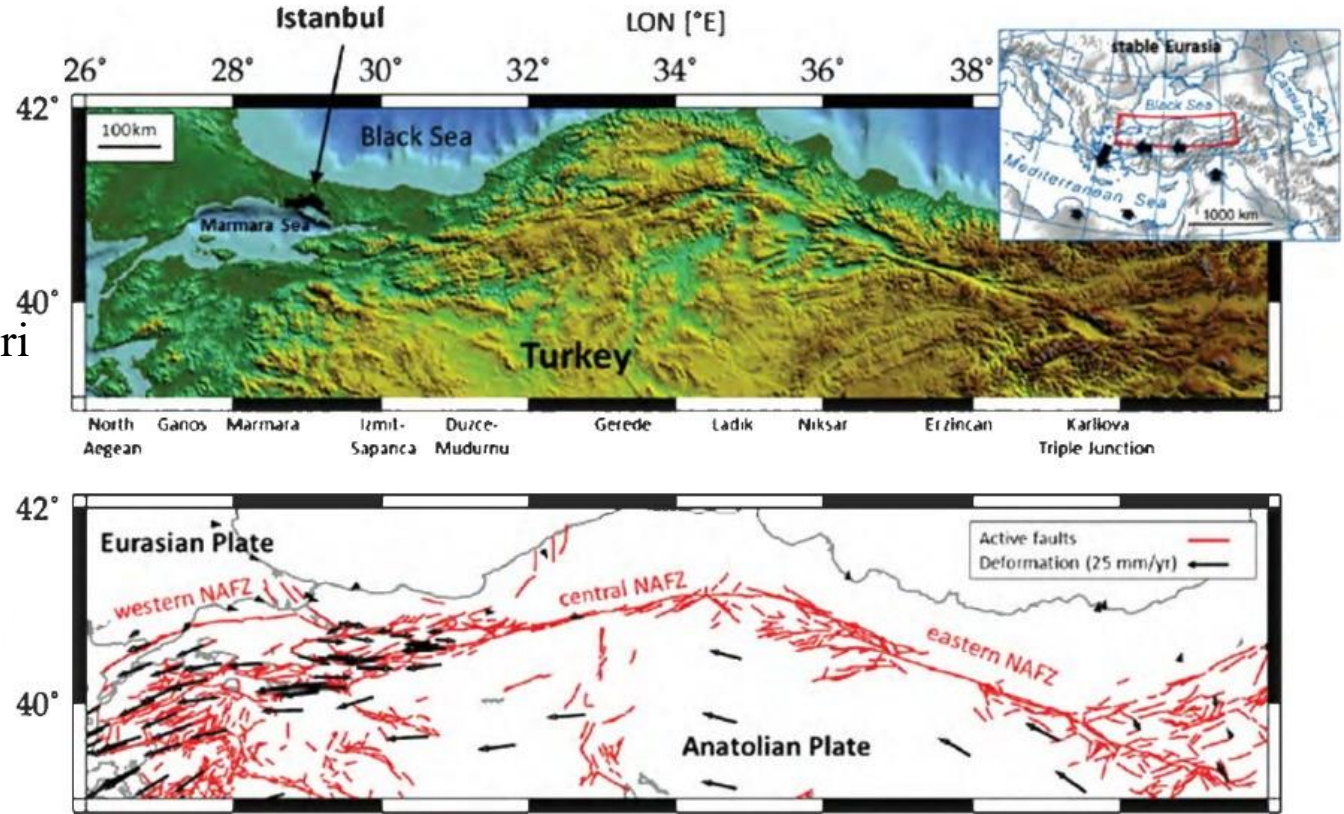 Istanbul
LON [°E]
26° 28° 30° 32° 34° 36° 38°
stable Eurasia
Black Sea
Caspian Sea
Mediterranean Sea
1000 km
42°
100km
Black Sea
Marmara Sea
40°
ri
Turkey
North Aegean
Ganos
Marmara
Izmit-
Sapanca
Duzce-
Mudurnu
Gerede
Ladik
Niksar
Erzincan
Karliova
Triple Junction
42°
Eurasian Plate
Active faults
Deformation (25 mm/yr)
western NAFZ
central NAFZ
eastern NAFZ
40°
Anatolian Plate